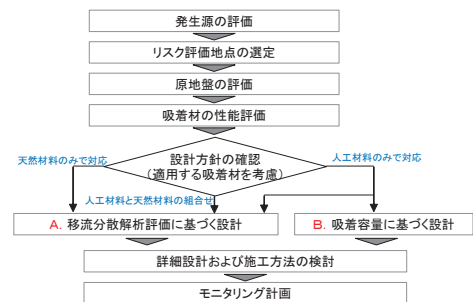 発生源の評価
リスク評価地点の選定
原地盤の評価
吸着材の性能評価
天然材料のみで対応
設計方針の確認
人工材料のみで対応
(適用する吸着材を考慮)
人工材料と天然材料の組合せ
A. 移流分散解析評価に基づく設計
B. 吸着容量に基づく設計
詳細設計および施工方法の検討
モニタリング計画